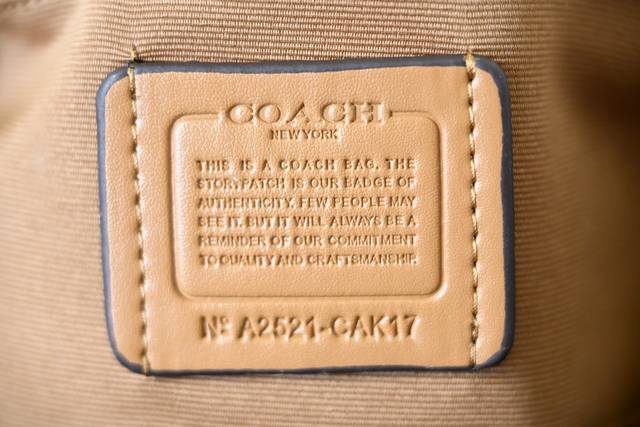 COACH
NEW YORK
THIS IS A COACH BAG. THE
STORYPATCH IS OUR BADGE OF
AUTHENTICITY. FEW PEOPLE MAY
SEE IT. BUT IT WILL ALWAYS BE A
REMINDER OF OUR COMMITMENT
TO QUALITY AND CRAFTSMANSHIP.
Nº A2521-CAK17